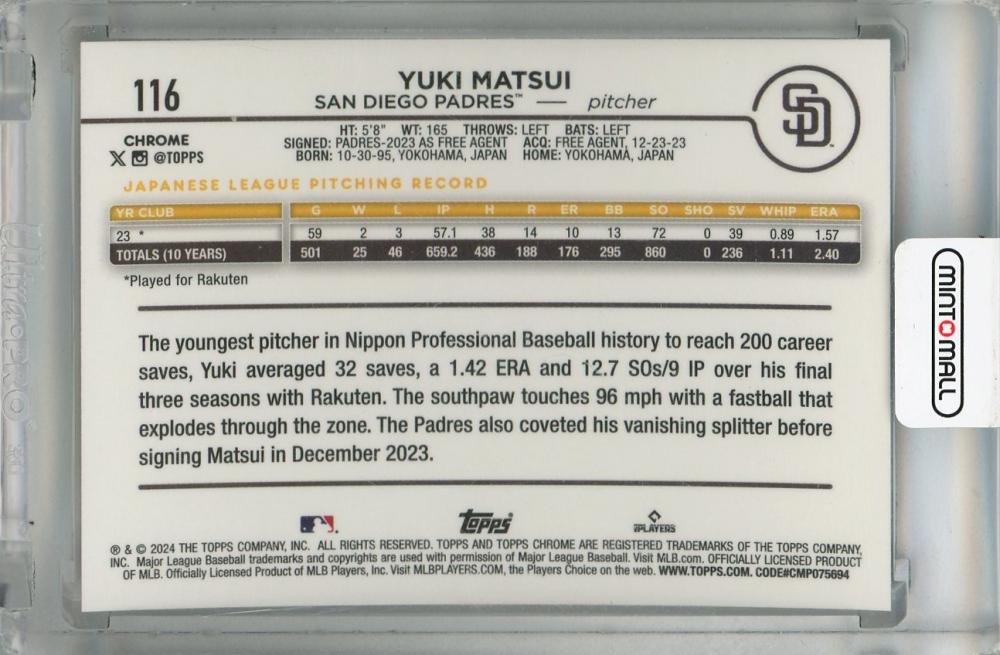 116
YUKI MATSUI
SAN DIEGO PADRES™ — pitcher
SD
CHROME
@TOPPS
HT: 5'8" WT: 165 THROWS: LEFT BATS: LEFT
SIGNED: PADRES-2023 AS FREE AGENT ACQ: FREE AGENT, 12-23-23
BORN: 10-30-95, YOKOHAMA, JAPAN HOME: YOKOHAMA, JAPAN
JAPANESE LEAGUE PITCHING RECORD
YR CLUB G W L IP H R ER BB SO SHO SV WHIP ERA
23 * 59 2 3 57.1 38 14 10 13 72 0 39 0.89 1.57
TOTALS (10 YEARS) 501 25 46 659.2 436 188 176 295 860 0 236 1.11 2.40
*Played for Rakuten
The youngest pitcher in Nippon Professional Baseball history to reach 200 career
saves, Yuki averaged 32 saves, a 1.42 ERA and 12.7 SOs/9 IP over his final
three seasons with Rakuten. The southpaw touches 96 mph with a fastball that
explodes through the zone. The Padres also coveted his vanishing splitter before
signing Matsui in December 2023.
Topps
PLAYERS
® & © 2024 THE TOPPS COMPANY, INC. ALL RIGHTS RESERVED. TOPPS AND TOPPS CHROME ARE REGISTERED TRADEMARKS OF THE TOPPS COMPANY,
INC. Major League Baseball trademarks and copyrights are used with permission of Major League Baseball. Visit MLB.com. OFFICIALLY LICENSED PRODUCT
OF MLB. Officially Licensed Product of MLB Players, Inc. Visit MLBPLAYERS.COM, the Players Choice on the web. WWW.TOPPS.COM. CODE#CMP075694
MINTOMALL
UltraPRO